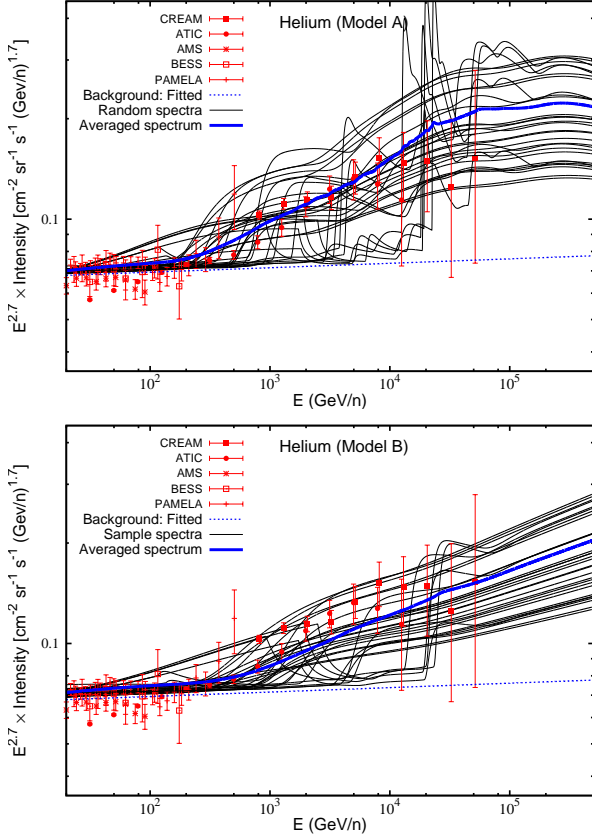 Helium (Model A)
CREAM
ATIC
AMS
BESS
PAMELA
Background: Fitted
Random spectra
Averaged spectrum
0.1
E^2.7 × Intensity [cm^-2 sr^-1 s^-1 (Gev/n)^1.7]
10^2 10^3 10^4 10^5
E (GeV/n)
Helium (Model B)
CREAM
ATIC
AMS
BESS
PAMELA
Background: Fitted
Sample spectra
Averaged spectrum
0.1
E^2.7 × Intensity [cm^-2 sr^-1 s^-1 (Gev/n)^1.7]
10^2 10^3 10^4 10^5
E (GeV/n)